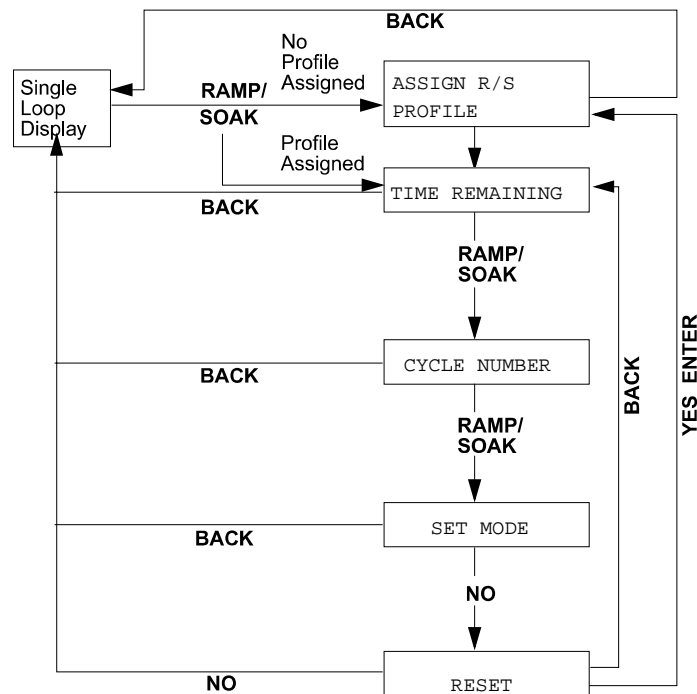 BACK
No
Profile
Assigned
Single
Loop
Display
RAMP/
SOAK
ASSIGN R/S
PROFILE
Profile
Assigned
TIME REMAINING
BACK
RAMP/
SOAK
CYCLE NUMBER
BACK
RAMP/
SOAK
BACK
YES ENTER
SET MODE
BACK
NO
RESET
NO